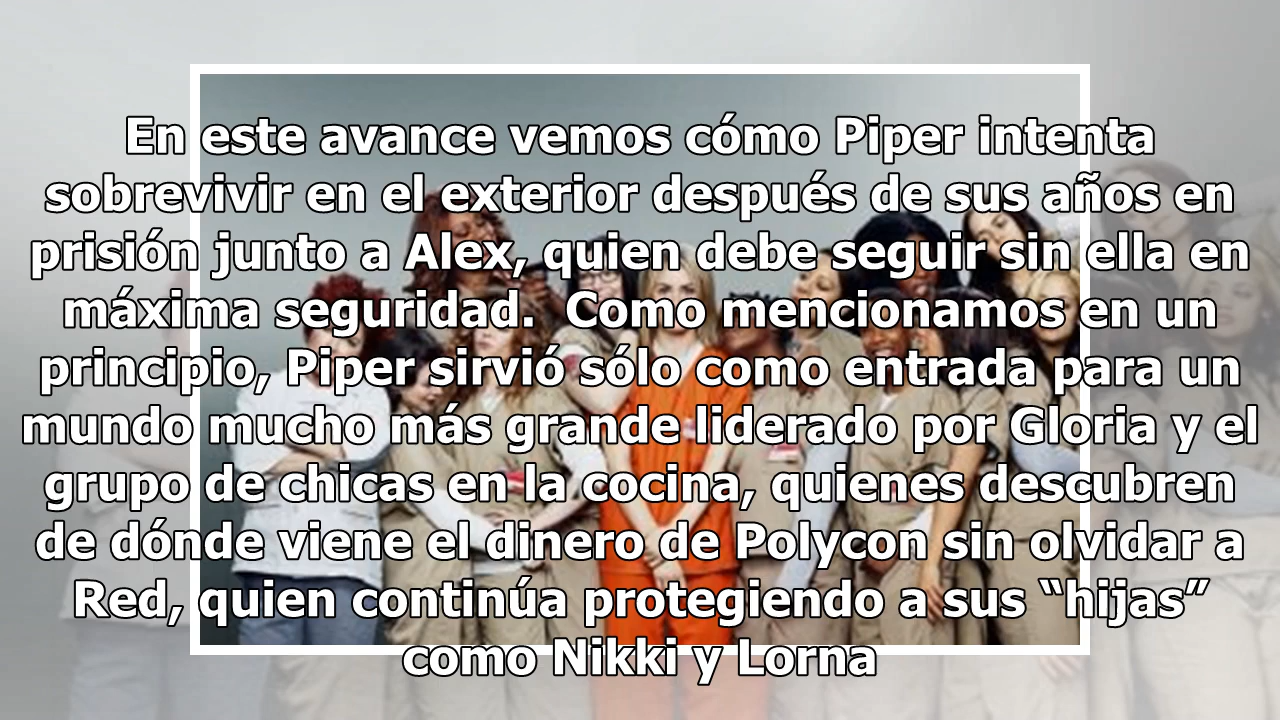 En este avance vemos cómo Piper intenta
sobrevivir en el exterior después de sus años en
prisión junto a Alex, quien debe seguir sin ella en
máxima seguridad.  Como mencionamos en un
principio, Piper sirvió sólo como entrada para un
mundo mucho más grande liderado por Gloria y el
grupo de chicas en la cocina, quienes descubren
de dónde viene el dinero de Polycon sin olvidar a
Red, quien continúa protegiendo a sus “hijas”
como Nikki y Lorna